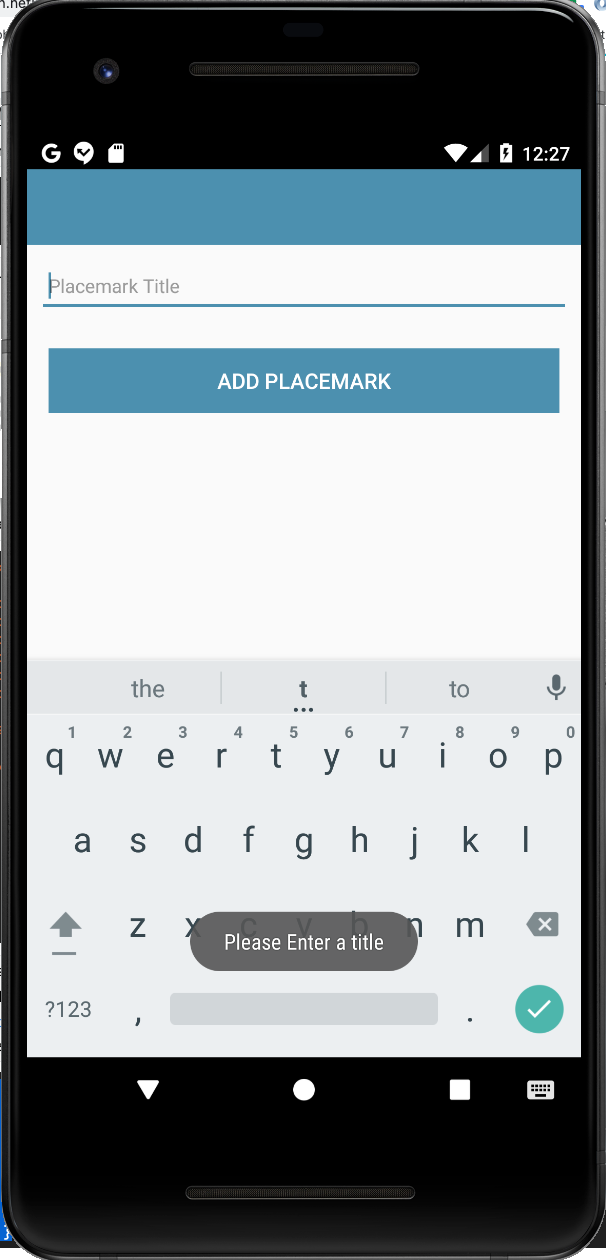 12:27
Placemark Title
ADD PLACEMARK
the t to
1 2 3 4 5 6 7 8 9 0
q w e r t y u i o p
a s d f g h j k l
z x c v b n m
Please Enter a title
?123 , .